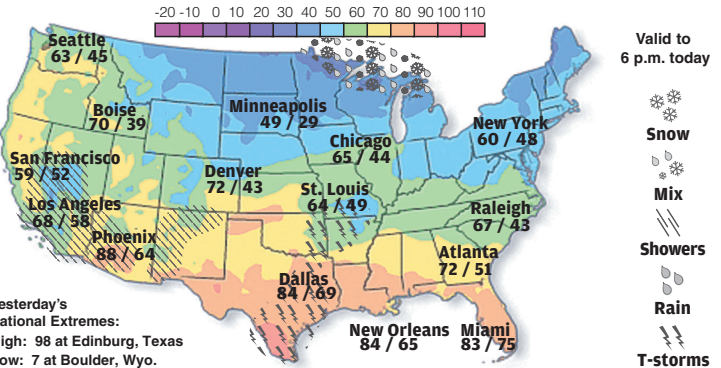 -20 -10 0 10 20 30 40 50 60 70 80 90 100 110
Seattle
63 / 45
Boise
70 / 39
Minneapolis
49 / 29
Chicago
65 / 44
New York
60 / 48
San Francisco
59 / 52
Denver
72 / 43
St. Louis
64 / 49
Los Angeles
68 / 58
Phoenix
88 / 64
Raleigh
67 / 43
Atlanta
72 / 51
Dallas
84 / 69
New Orleans
84 / 65
Miami
83 / 75
esterday's
ational Extremes:
igh: 98 at Edinburg, Texas
ow: 7 at Boulder, Wyo.
Valid to
6 p.m. today
Snow
Mix
Showers
Rain
T-storms